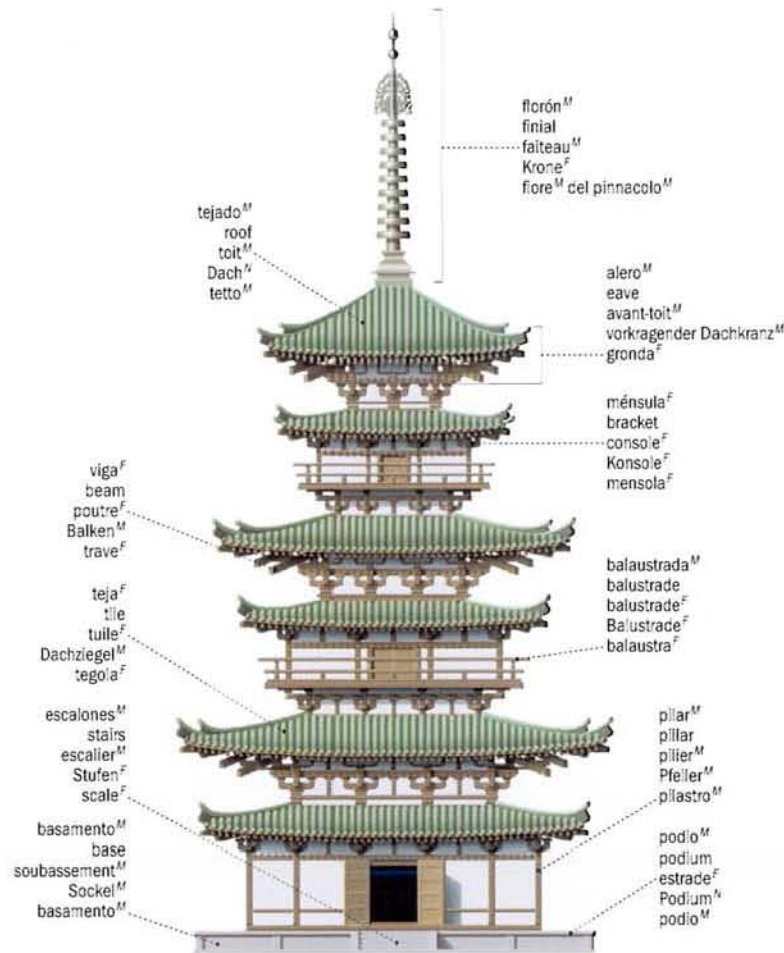 florónᴹ
finial
faîteauᴹ
Kroneᶠ
fioreᴹ del pinnacoloᴹ
tejadoᴹ
roof
toitᴹ
Dachᴺ
tettoᴹ
aleroᴹ
eave
avant-toitᴹ
vorkragender Dachkranzᴹ
grondaᶠ
ménsulaᶠ
bracket
consoleᶠ
Konsoleᶠ
mensolaᶠ
vigaᶠ
beam
poutreᶠ
Balkenᴹ
traveᶠ
balaustradaᴹ
balustrade
balustradeᶠ
Balustradeᶠ
balaustraᶠ
tejaᶠ
tile
tuileᶠ
Dachziegelᴹ
tegolaᶠ
escalonesᴹ
stairs
escalierᴹ
Stufenᶠ
scaleᶠ
pilarᴹ
pillar
pilierᴹ
Pfeilerᴹ
pilastroᴹ
basamentoᴹ
base
soubassementᴹ
Sockelᴹ
basamentoᴹ
podioᴹ
podium
estradeᶠ
Podiumᴺ
podioᴹ